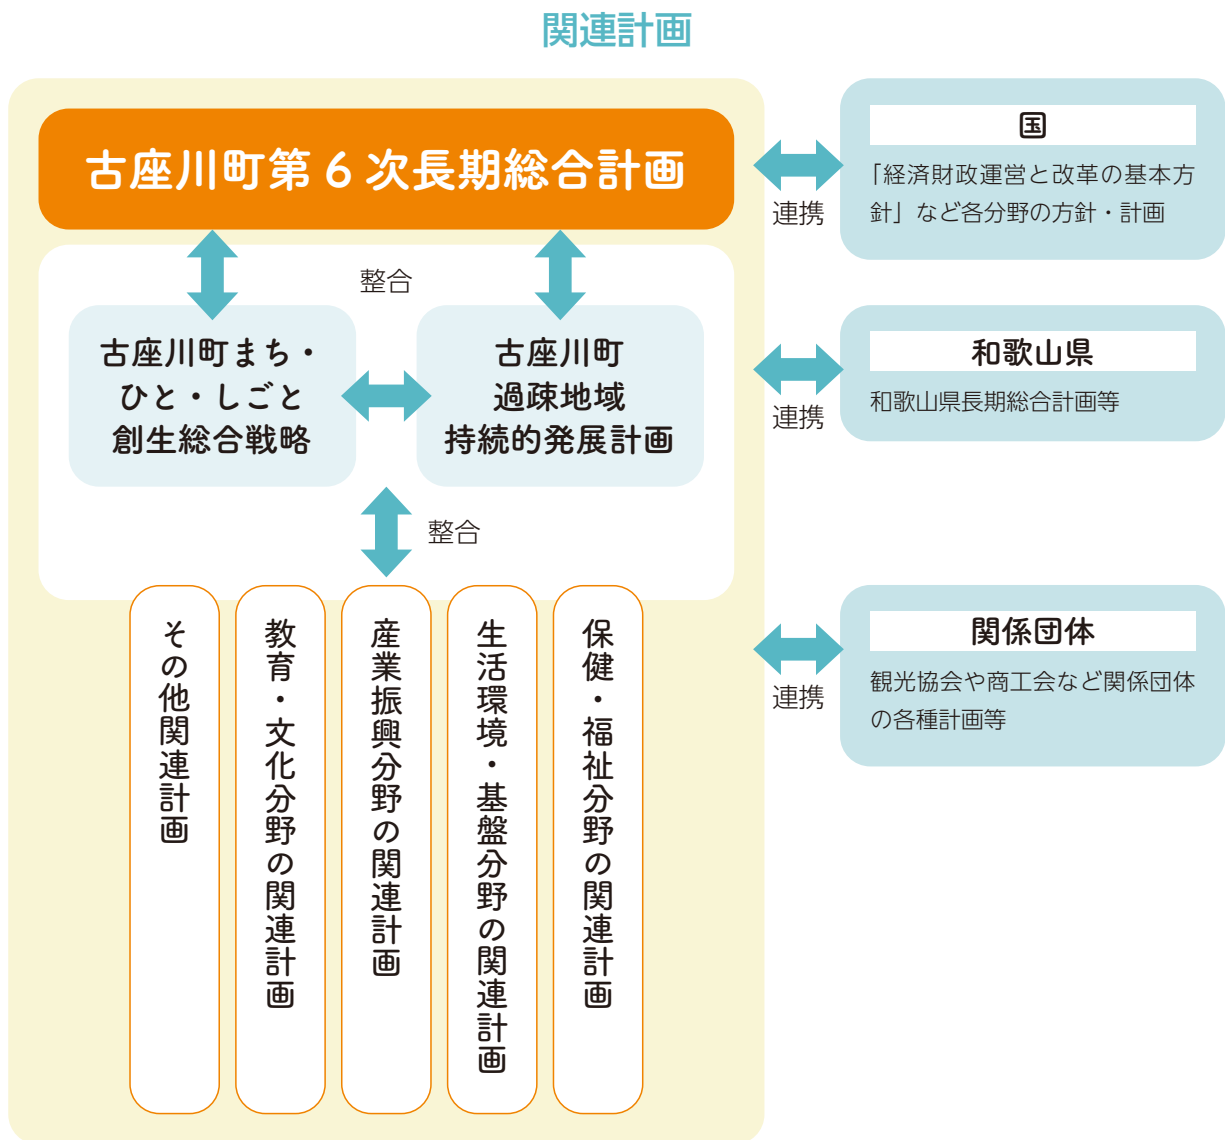 関連計画
古座川町第6次長期総合計画
整合
古座川町まち・
ひと・しごと
創生総合戦略
古座川町
過疎地域
持続的発展計画
整合
保健・福祉分野の関連計画
生活環境・基盤分野の関連計画
産業振興分野の関連計画
教育・文化分野の関連計画
その他関連計画
連携
国
「経済財政運営と改革の基本方
針」など各分野の方針・計画
連携
和歌山県
和歌山県長期総合計画等
連携
関係団体
観光協会や商工会など関係団体
の各種計画等